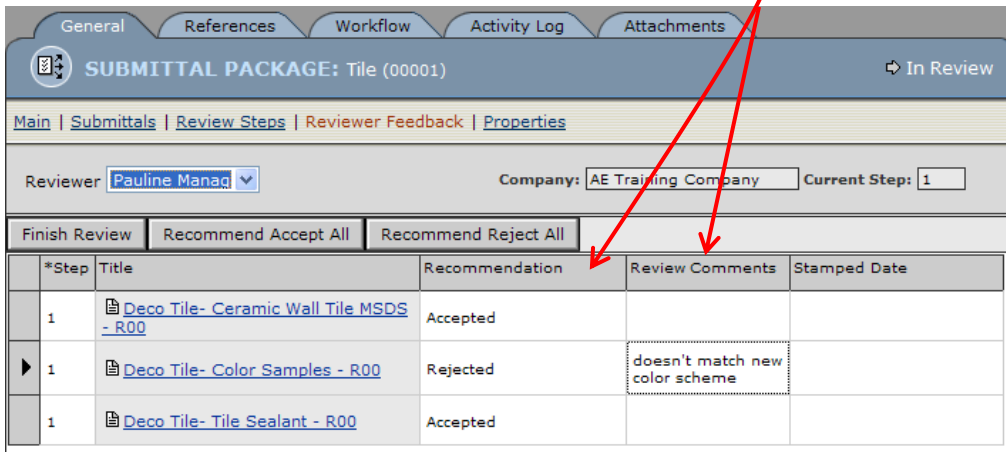 General References Workflow Activity Log Attachments
SUBMITTAL PACKAGE: Tile (00001) In Review
Main | Submittals | Review Steps | Reviewer Feedback | Properties
Reviewer Pauline Manag Company: AE Training Company Current Step: 1
Finish Review Recommend Accept All Recommend Reject All
*Step Title Recommendation Review Comments Stamped Date
1 Deco Tile- Ceramic Wall Tile MSDS
- R00 Accepted
1 Deco Tile- Color Samples - R00 Rejected doesn't match new
color scheme
1 Deco Tile- Tile Sealant - R00 Accepted